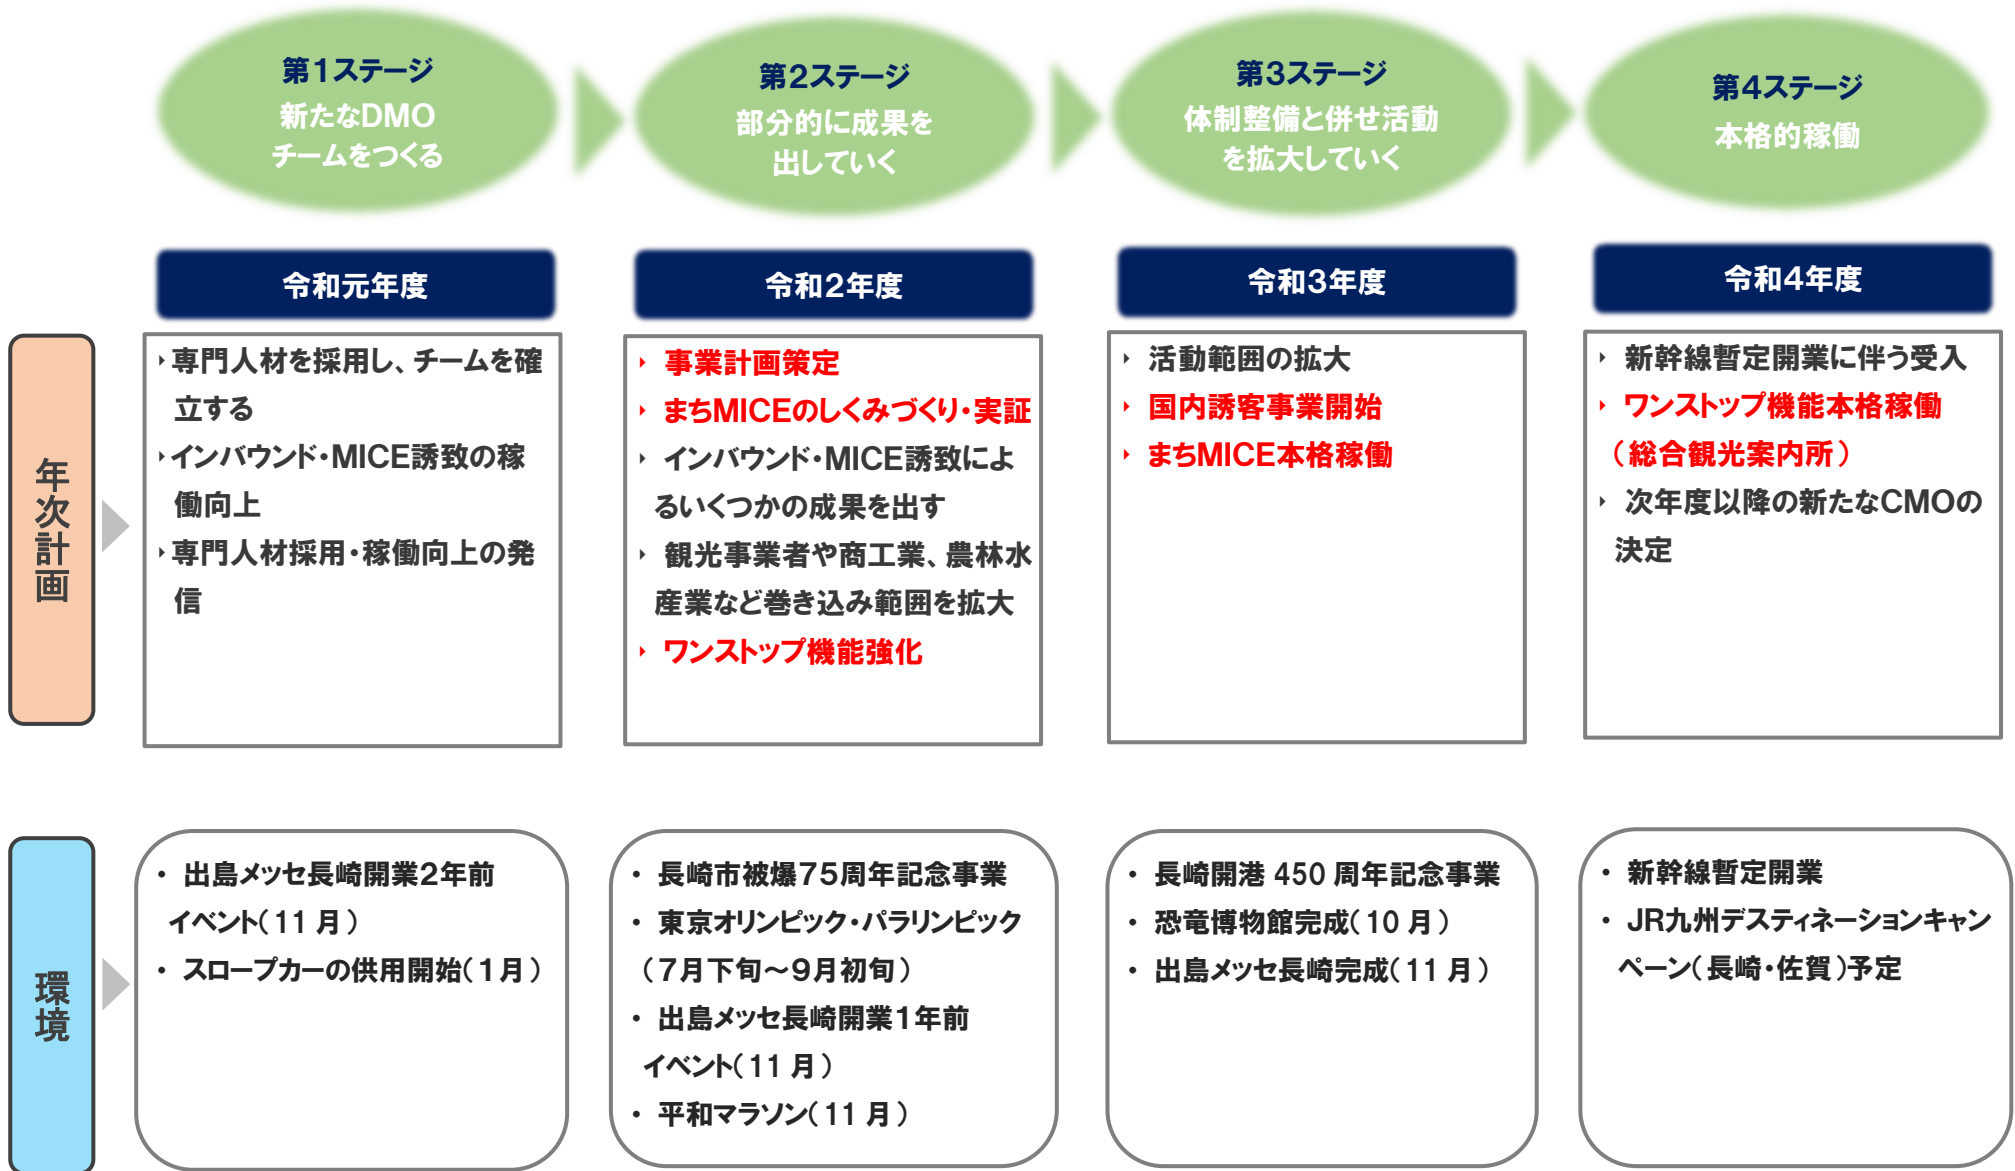 第1ステージ
新たなDMO
チームをつくる
第2ステージ
部分的に成果を
出していく
第3ステージ
体制整備と併せ活動
を拡大していく
第4ステージ
本格的稼働
令和元年度
令和2年度
令和3年度
令和4年度
年次計画
‣専門人材を採用し、チームを確
立する
‣インバウンド・MICE誘致の稼
働向上
‣専門人材採用・稼働向上の発
信
‣ 事業計画策定
‣ まちMICEのしくみづくり・実証
‣ インバウンド・MICE誘致によ
るいくつかの成果を出す
‣ 観光事業者や商工業、農林水
産業など巻き込み範囲を拡大
‣ ワンストップ機能強化
‣ 活動範囲の拡大
‣ 国内誘客事業開始
‣ まちMICE本格稼働
‣ 新幹線暫定開業に伴う受入
‣ ワンストップ機能本格稼働
（総合観光案内所）
‣ 次年度以降の新たなCMOの
決定
環境
・ 出島メッセ長崎開業2年前
イベント（11月）
・ スロープカーの供用開始（1月）
・ 長崎市被爆75周年記念事業
・ 東京オリンピック・パラリンピック
（7月下旬～9月初旬）
・ 出島メッセ長崎開業1年前
イベント（11月）
・ 平和マラソン（11月）
・ 長崎開港 450 周年記念事業
・ 恐竜博物館完成（10月）
・ 出島メッセ長崎完成（11月）
・ 新幹線暫定開業
・ JR九州デスティネーションキャン
ペーン（長崎・佐賀）予定